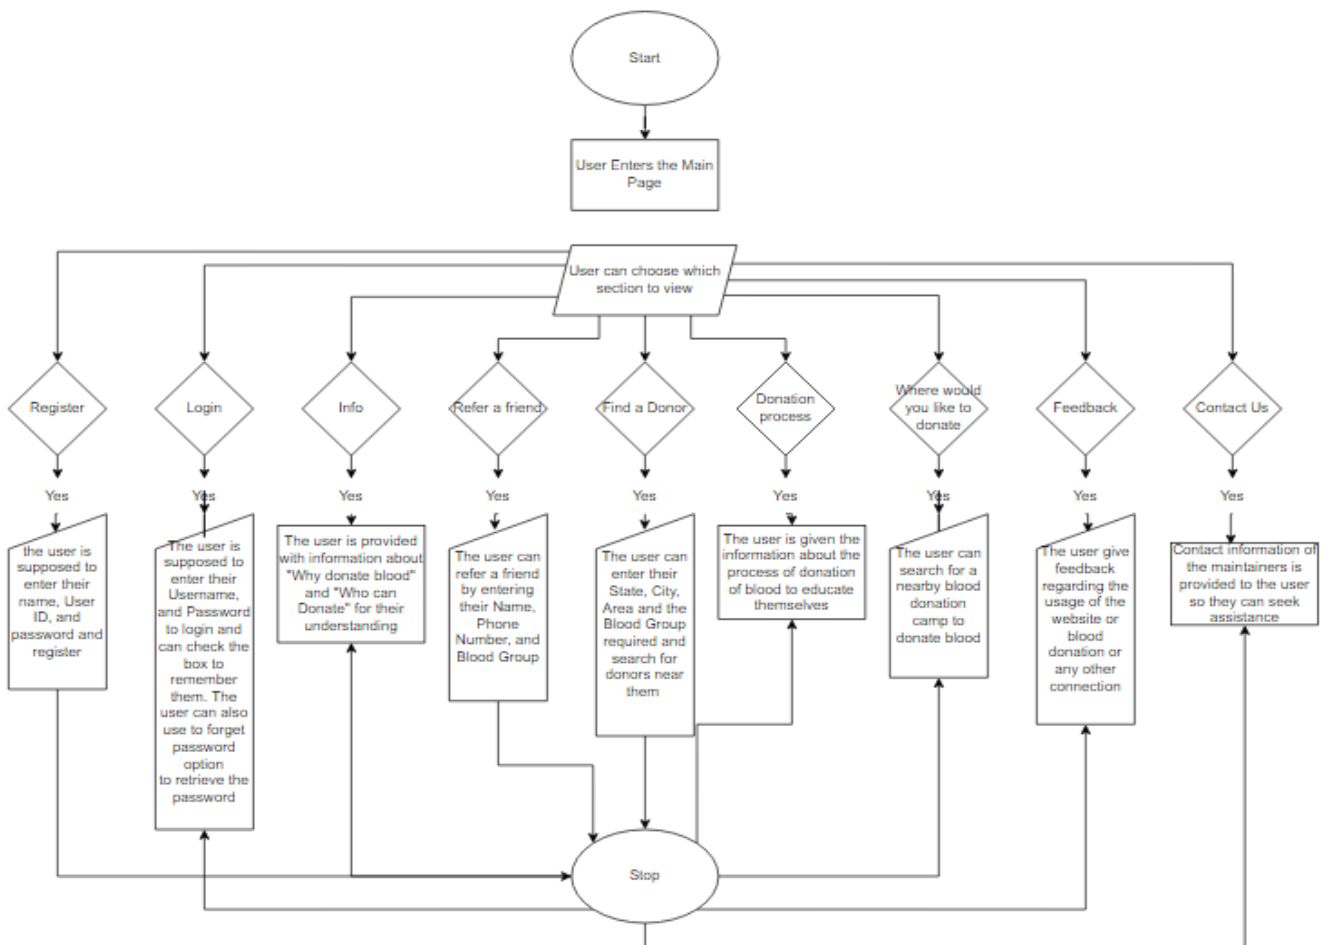 Start
User Enters the Main
Page
User can choose which
section to view
Register
Login
Info
Refer a friend
Find a Donor
Donation
process
Where would
you like to
donate
Feedback
Contact Us
Yes
Yes
Yes
Yes
Yes
Yes
Yes
Yes
Yes
the user is
supposed to
enter their
name, User
ID, and
password and
register
The user is
supposed to
enter their
Username,
and Password
to login and
can check the
box to
remember
them. The
user can also
use to forget
password
option
to retrieve the
password
The user is provided
with information about
"Why donate blood"
and "Who can
Donate" for their
understanding
The user can
refer a friend
by entering
their Name,
Phone
Number, and
Blood Group
The user can
enter their
State, City,
Area and the
Blood Group
required and
search for
donors near
them
The user is given the
information about the
process of donation
of blood to educate
themselves
The user can
search for a
nearby blood
donation
camp to
donate blood
The user give
feedback
regarding the
usage of the
website or
blood
donation or
any other
connection
Contact information of
the maintainers is
provided to the user
so they can seek
assistance
Stop